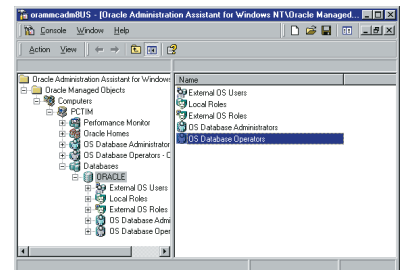 orammcadm8US - [Oracle Administration Assistant for Windows NT\Oracle Managed...
Console Window Help
Action View
Oracle Administration Assistant for Windows
Oracle Managed Objects
Computers
PCTIM
Performance Monitor
Oracle Homes
OS Database Administrator
OS Database Operators - C
Databases
ORACLE
External OS Users
Local Roles
External OS Roles
OS Database Admi
OS Database Oper
Name
External OS Users
Local Roles
External OS Roles
OS Database Administrators
OS Database Operators